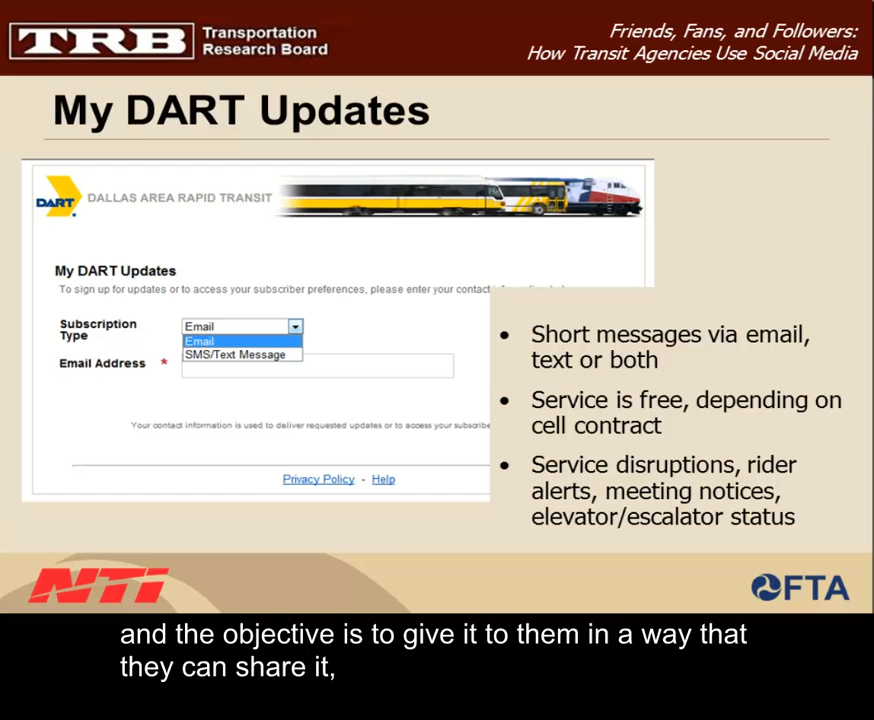 TRB
Transportation
Research Board
Friends, Fans, and Followers:
How Transit Agencies Use Social Media
My DART Updates
DART
DALLAS AREA RAPID TRANSIT
My DART Updates
To sign up for updates or to access your subscriber preferences, please enter your contact
Subscription
Type
Email
Email
SMS/Text Message
Email Address *
Your contact information is used to deliver requested updates or to access your subscribe
Privacy Policy - Help
• Short messages via email,
text or both
• Service is free, depending on
cell contract
• Service disruptions, rider
alerts, meeting notices,
elevator/escalator status
NTI
FTA
and the objective is to give it to them in a way that
they can share it,